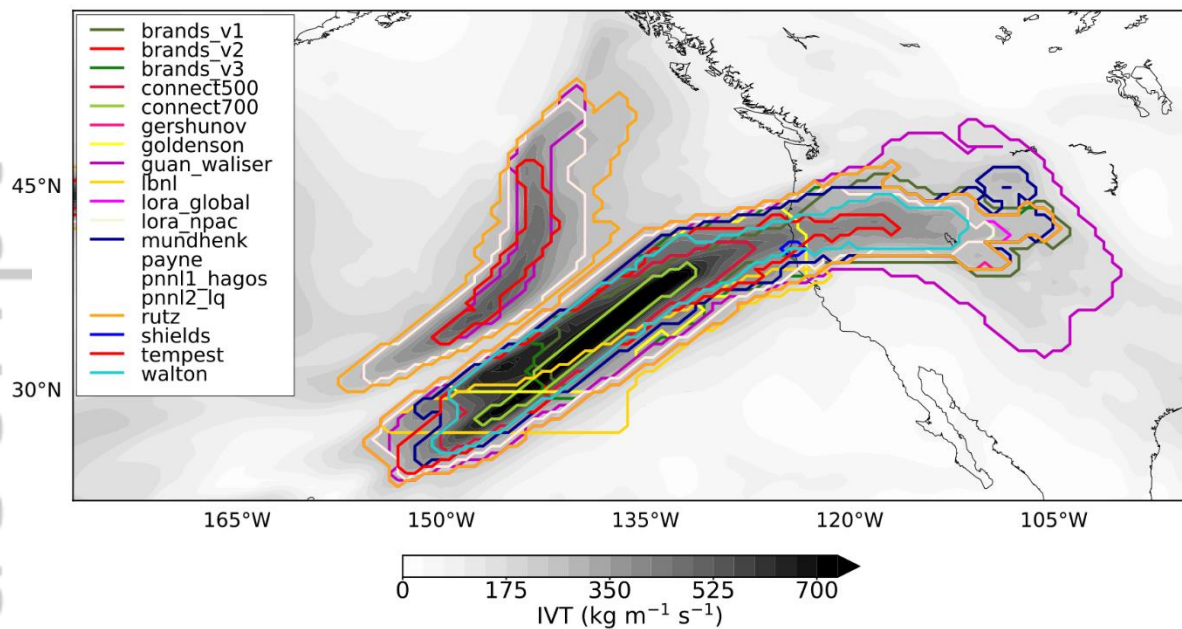 brands_v1
brands_v2
brands_v3
connect500
connect700
gershunov
goldenson
guan_waliser
lbnl
lora_global
lora_npac
mundhenk
payne
pnnl1_hagos
pnnl2_lq
rutz
shields
tempest
walton
45°N
30°N
165°W 150°W 135°W 120°W 105°W
0 175 350 525 700
IVT (kg m⁻¹ s⁻¹)